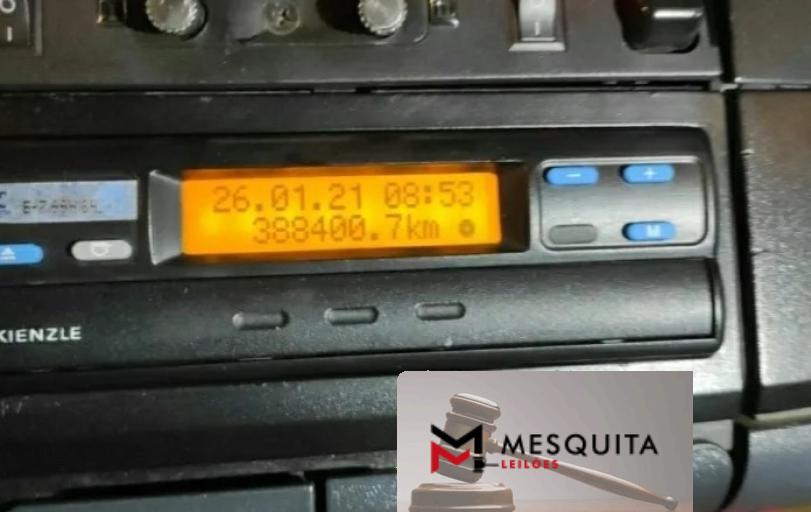 26.01.21 08:53
388400.7km
M
KIENZLE
MESQUITA
LEILÕES